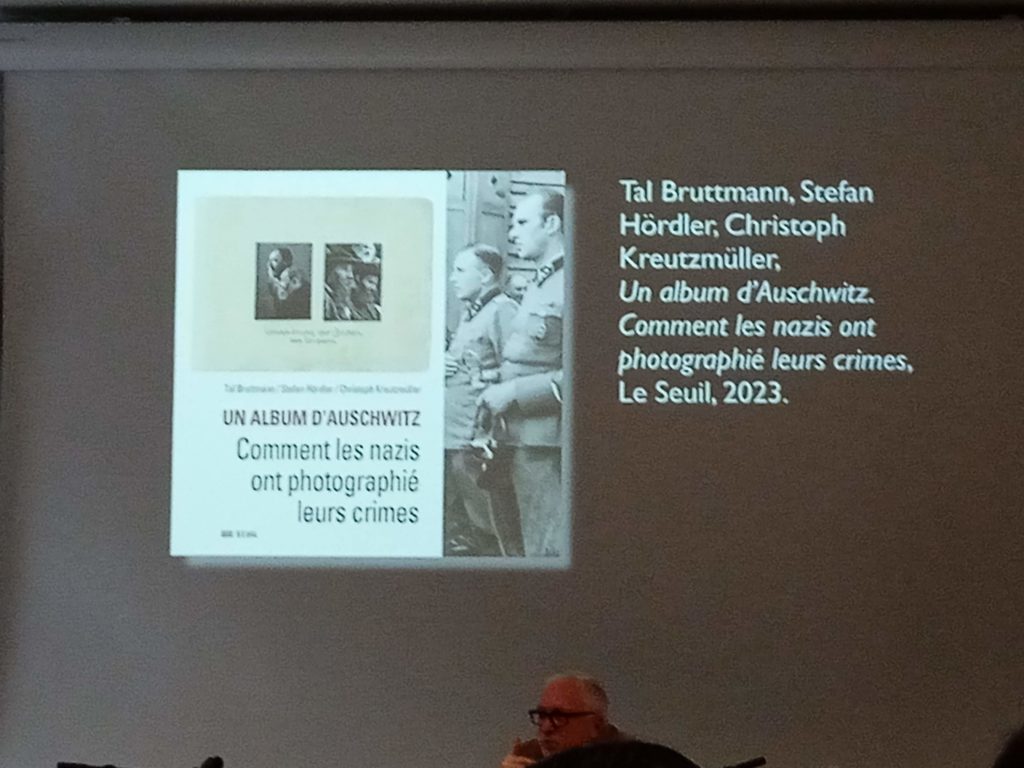 Tal Bruttmann, Stefan
Hördler, Christoph
Kreutzmüller,
Un album d'Auschwitz.
Comment les nazis ont
photographié leurs crimes,
Le Seuil, 2023.
Tal Bruttmann / Stefan Hördler / Christoph Kreutzmüller
UN ALBUM D'AUSCHWITZ
Comment les nazis
ont photographié
leurs crimes